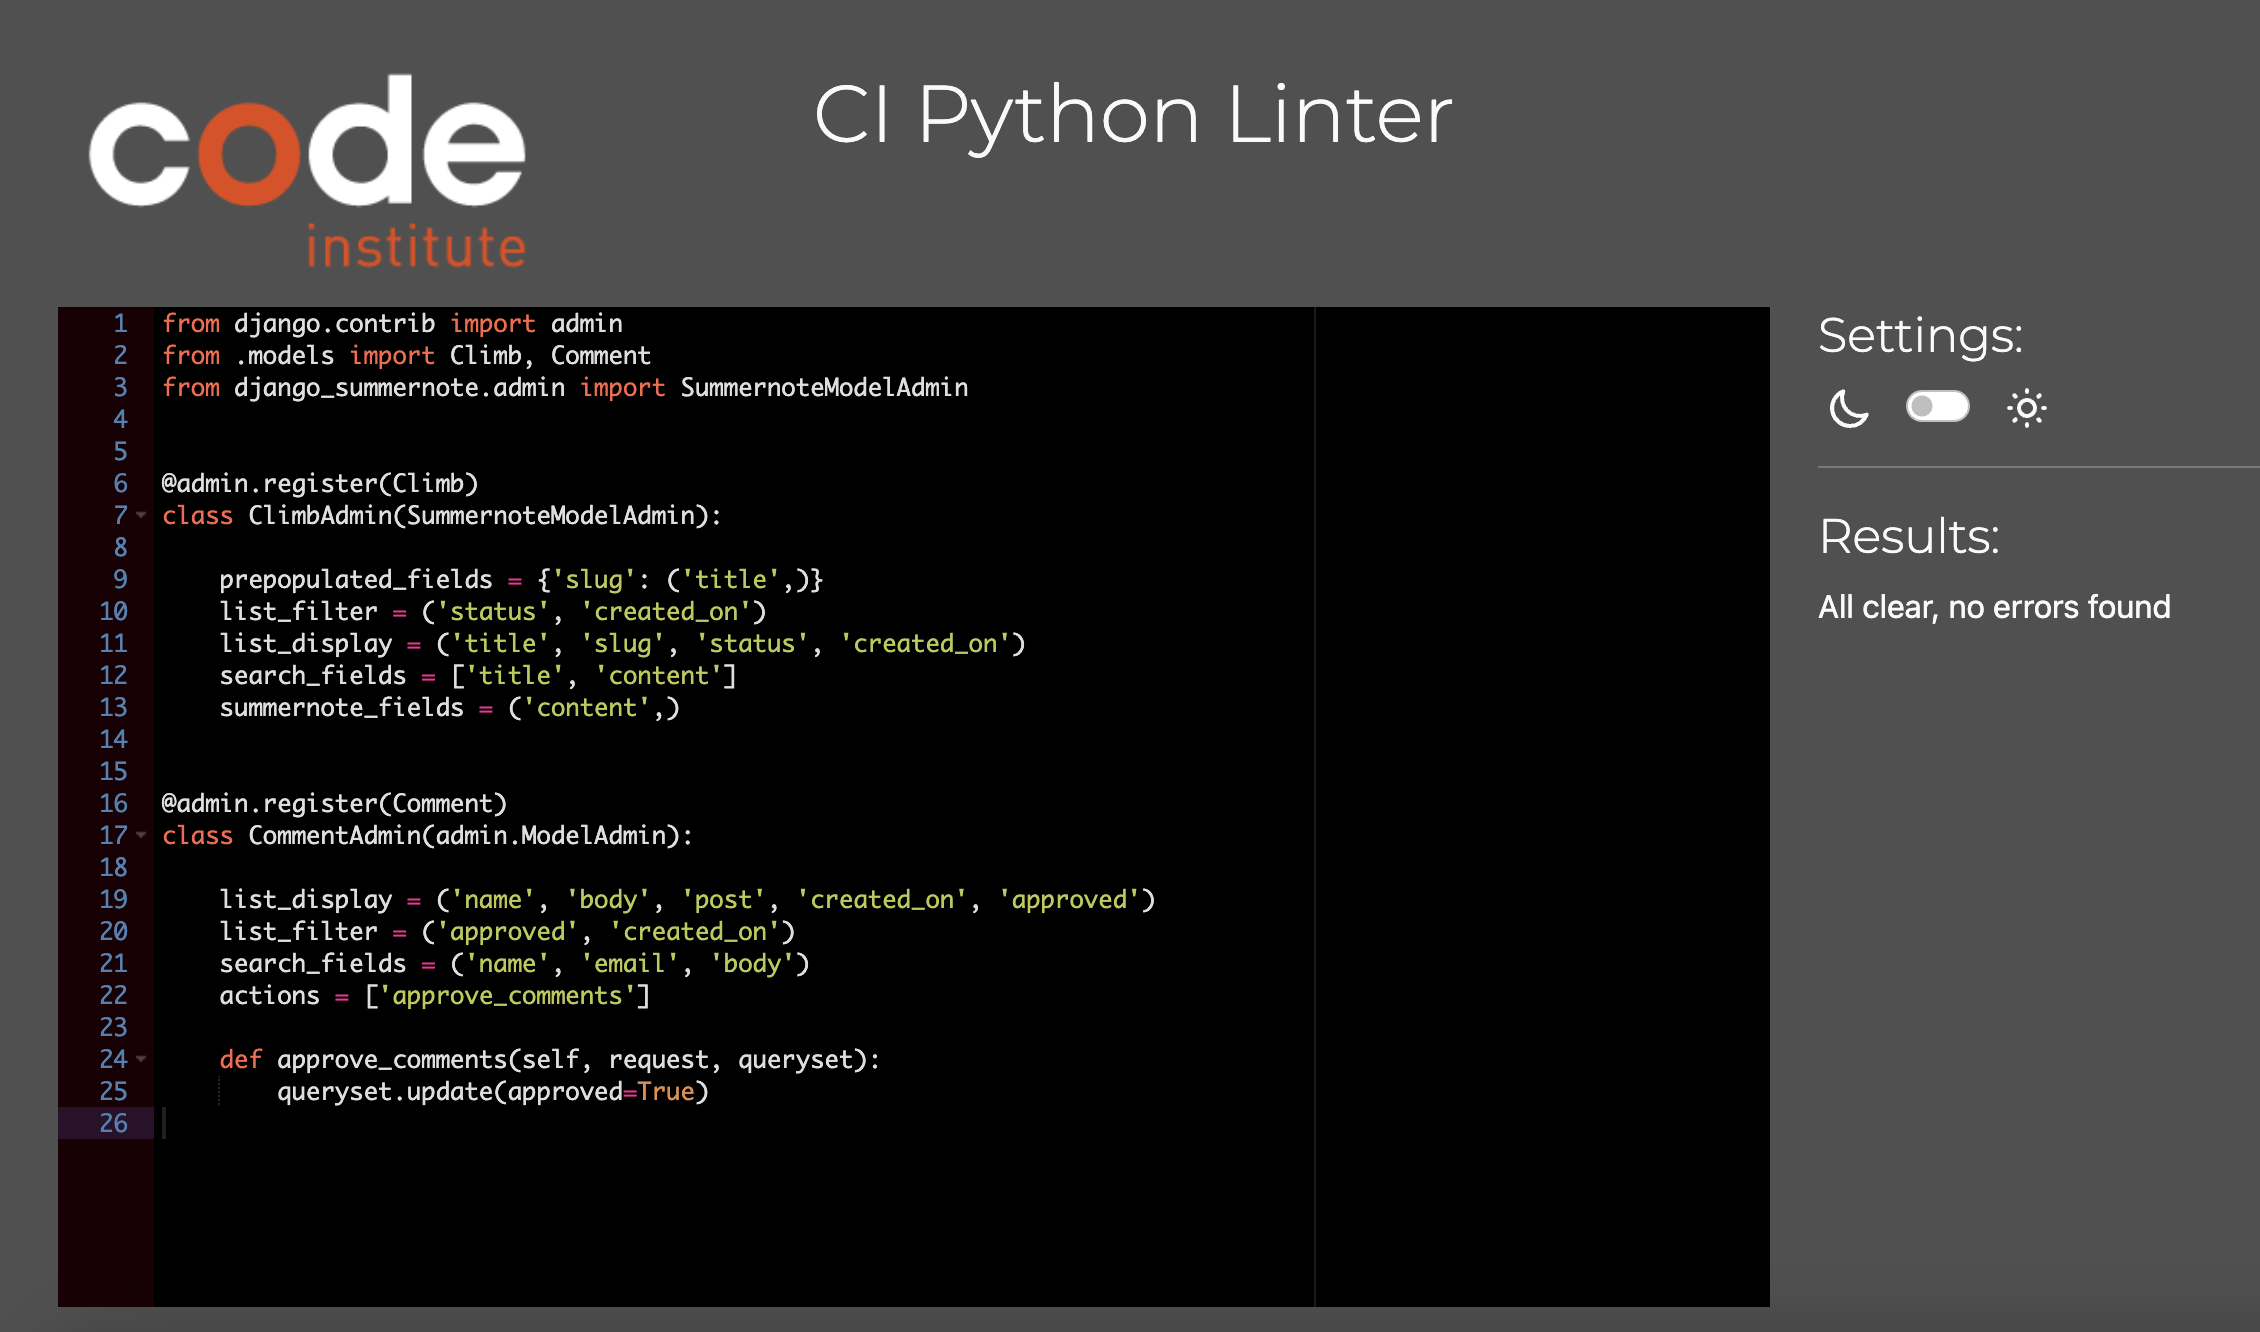 code
institute
CI Python Linter
1 from django.contrib import admin
2 from .models import Climb, Comment
3 from django_summernote.admin import SummernoteModelAdmin
4
5
6 @admin.register(Climb)
7 class ClimbAdmin(SummernoteModelAdmin):
8
9     prepopulated_fields = {'slug': ('title',)}
10     list_filter = ('status', 'created_on')
11     list_display = ('title', 'slug', 'status', 'created_on')
12     search_fields = ['title', 'content']
13     summernote_fields = ('content',)
14
15
16 @admin.register(Comment)
17 class CommentAdmin(admin.ModelAdmin):
18
19     list_display = ('name', 'body', 'post', 'created_on', 'approved')
20     list_filter = ('approved', 'created_on')
21     search_fields = ('name', 'email', 'body')
22     actions = ['approve_comments']
23
24     def approve_comments(self, request, queryset):
25         queryset.update(approved=True)
26
Settings:
Results:
All clear, no errors found